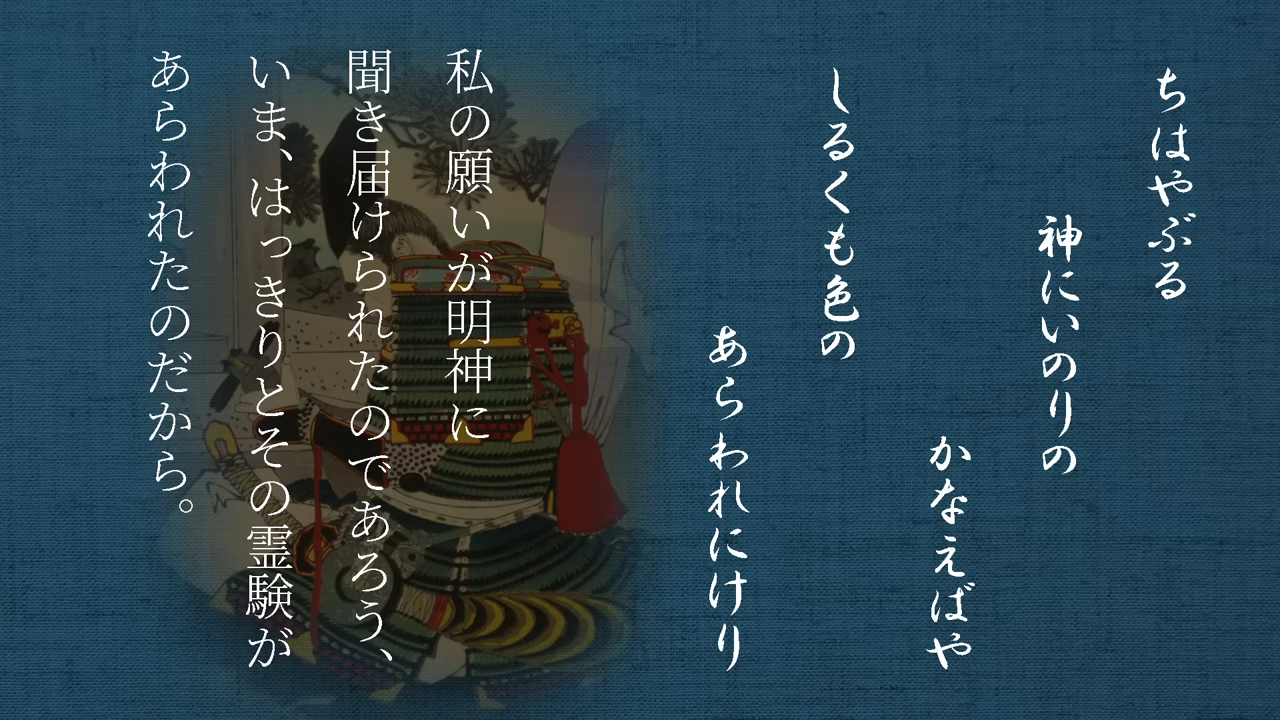 ちはやぶる
神にいのりの
かなえばや
しるくも色の
あらわれにけり
私の願いが明神に
聞き届けられたのであろう、
いま、はっきりとその霊験が
あらわれたのだから。